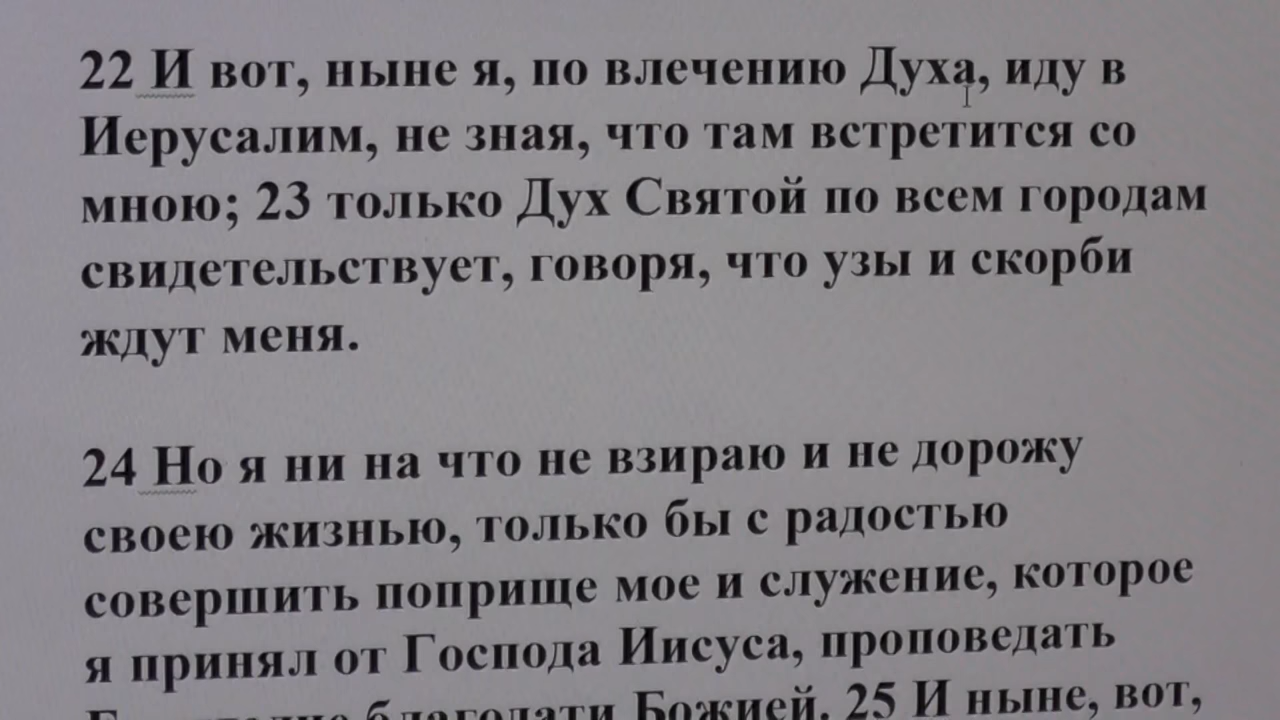 22 И вот, ныне я, по влечению Духа, иду в
Иерусалим, не зная, что там встретится со
мною; 23 только Дух Святой по всем городам
свидетельствует, говоря, что узы и скорби
ждут меня.
24 Но я ни на что не взираю и не дорожу
своею жизнью, только бы с радостью
совершить поприще мое и служение, которое
я принял от Господа Иисуса, проповедать
благодати Божией. 25 И ныне, вот,